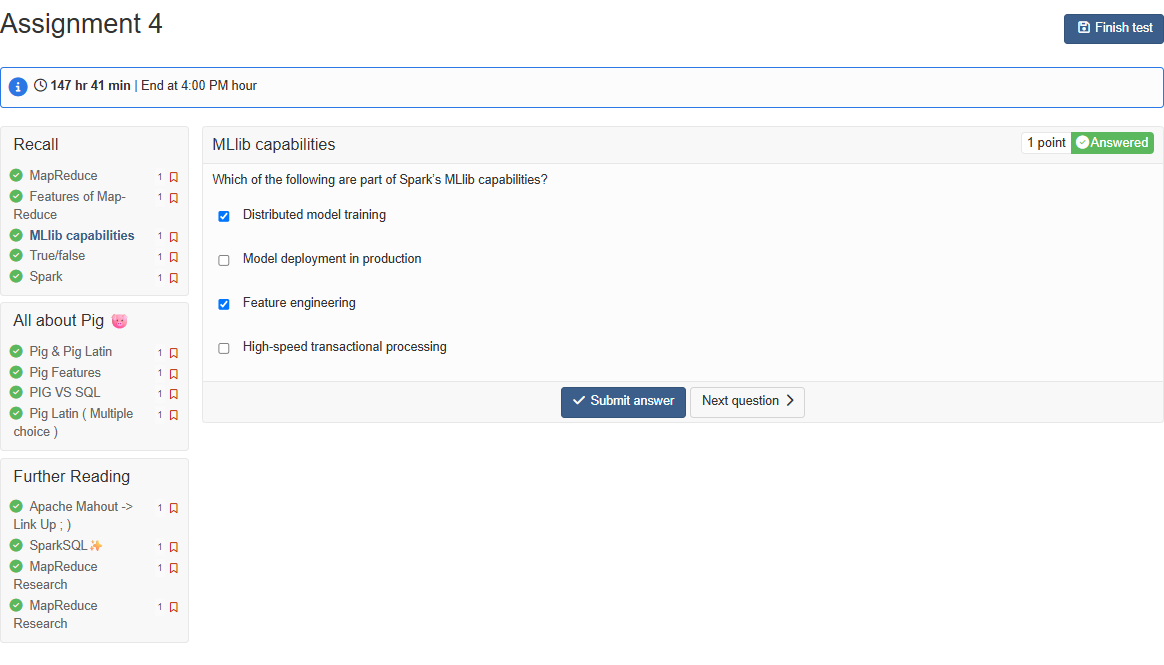 Assignment 4
Finish test
147 hr 41 min | End at 4:00 PM hour
Recall
MapReduce 1
Features of Map-
Reduce 1
MLlib capabilities 1
True/false 1
Spark 1
All about Pig 🐷
Pig & Pig Latin 1
Pig Features 1
PIG VS SQL 1
Pig Latin ( Multiple
choice ) 1
Further Reading
Apache Mahout ->
Link Up ; ) 1
SparkSQL✨ 1
MapReduce
Research 1
MapReduce
Research 1
MLlib capabilities
1 point Answered
Which of the following are part of Spark's MLlib capabilities?
Distributed model training
Model deployment in production
Feature engineering
High-speed transactional processing
Submit answer
Next question